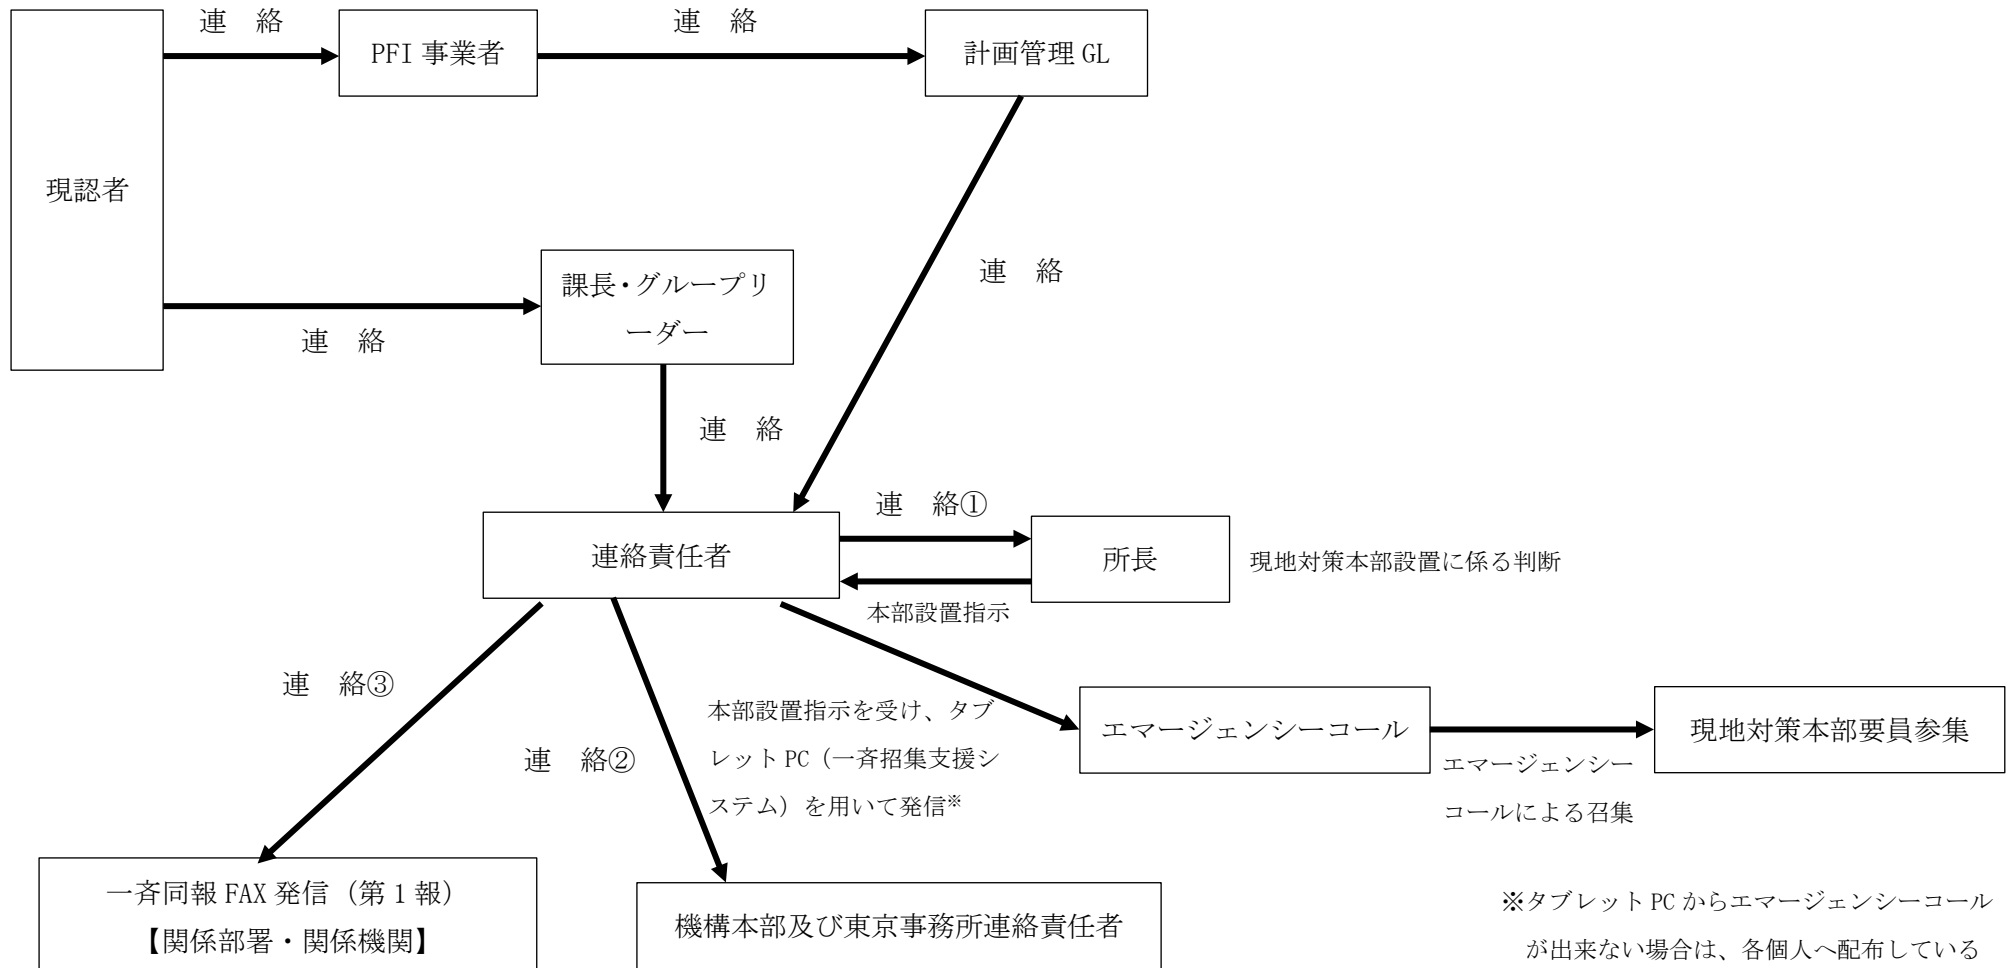 連　絡
連　絡
PFI 事業者
計画管理 GL
現認者
課長・グループリ
ーダー
連　絡
連　絡
連　絡
連　絡①
連絡責任者
所長
現地対策本部設置に係る判断
本部設置指示
連　絡③
連　絡②
本部設置指示を受け、タブ
レット PC（一斉招集支援シ
ステム）を用いて発信※
エマージェンシーコール
現地対策本部要員参集
エマージェンシー
コールによる召集
一斉同報 FAX 発信（第 1 報）
【関係部署・関係機関】
機構本部及び東京事務所連絡責任者
※タブレット PC からエマージェンシーコール
が出来ない場合は、各個人へ配布している